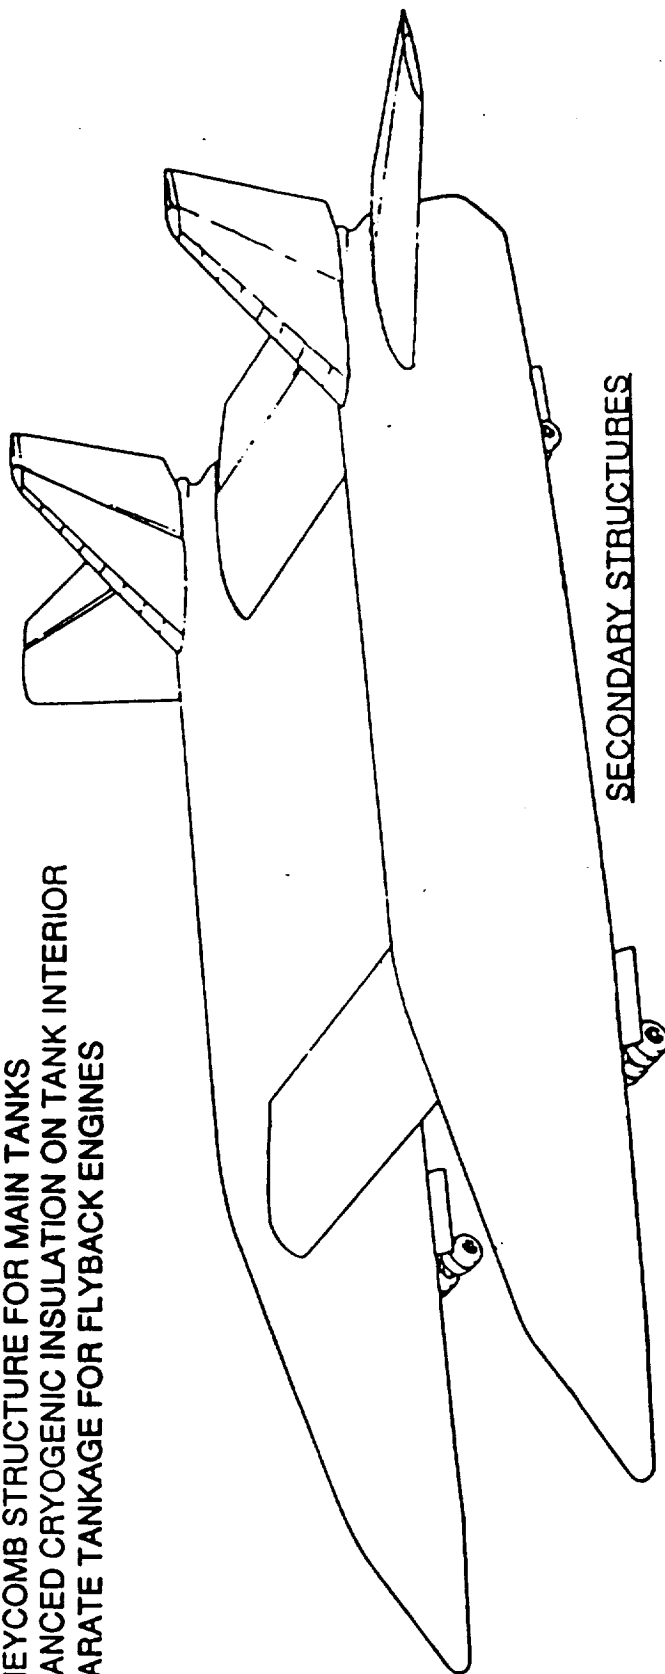 EYCOMB STRUCTURE FOR MAIN TANKS
ANCED CRYOGENIC INSULATION ON TANK INTERIOR
ARATE TANKAGE FOR FLYBACK ENGINES
SECONDARY STRUCTURES